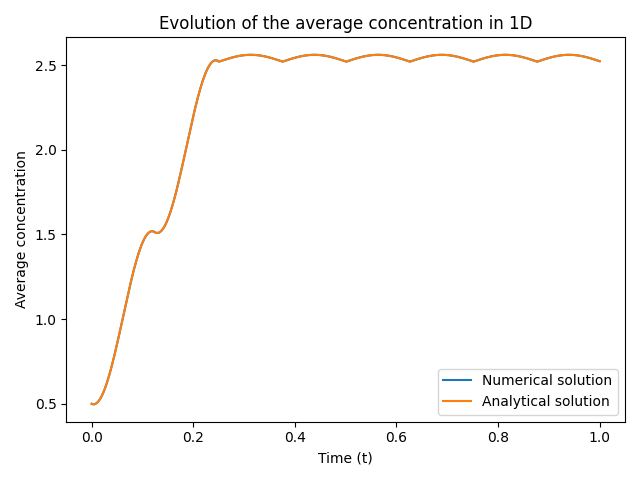 Evolution of the average concentration in 1D
Average concentration
2.5
2.0
1.5
1.0
0.5
0.0
0.2
0.4
0.6
0.8
1.0
Time (t)
Numerical solution
Analytical solution